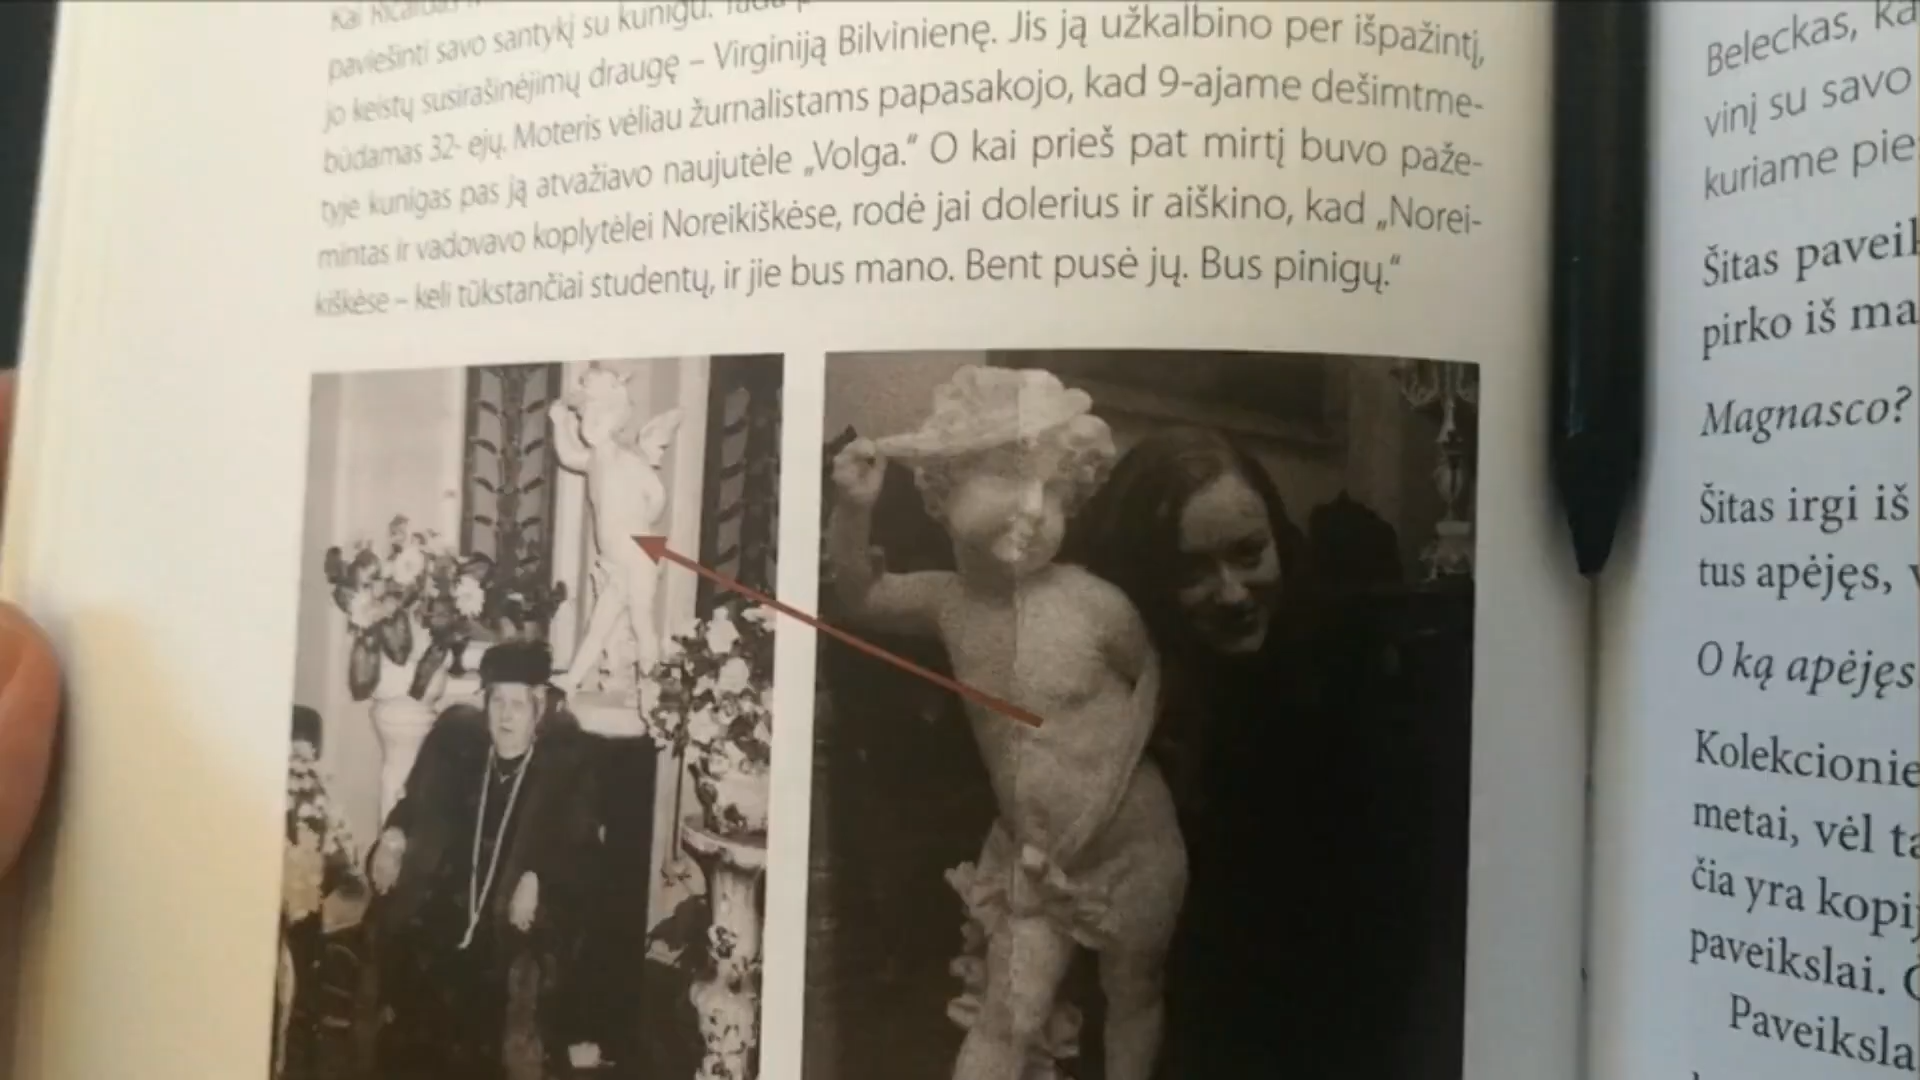 Kai Ričardas
paviešinti savo santykį su kunigu.
jo keistų susirašinėjimų draugę – Virginiją Bilvinienę. Jis ją užkalbino per išpažintį,
būdamas 32- ejų. Moteris vėliau žurnalistams papasakojo, kad 9-ajame dešimtme-
tyje kunigas pas ją atvažiavo naujutėle „Volga.“ O kai prieš pat mirtį buvo paže-
mintas ir vadovavo koplytėlei Noreikiškėse, rodė jai dolerius ir aiškino, kad „Norei-
kiškėse – keli tūkstančiai studentų, ir jie bus mano. Bent pusė jų. Bus pinigų.“
Beleckas,
vinį su savo
kuriame pie
Šitas paveik
pirko iš ma
Magnasco?
Šitas irgi iš
tus apėjęs,
O ką apėjęs
Kolekcionie
metai, vėl ta
čia yra kopij
paveikslai.
Paveiksla